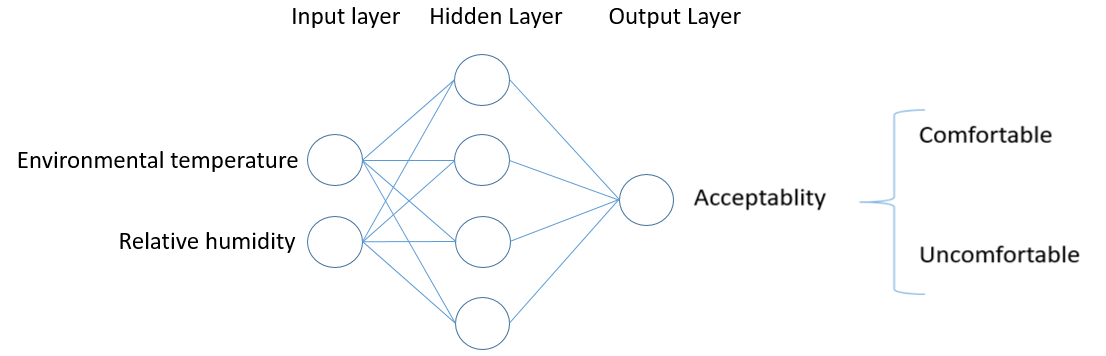 Input layer
Hidden Layer
Output Layer
Environmental temperature
Relative humidity
Acceptablity
Comfortable
Uncomfortable